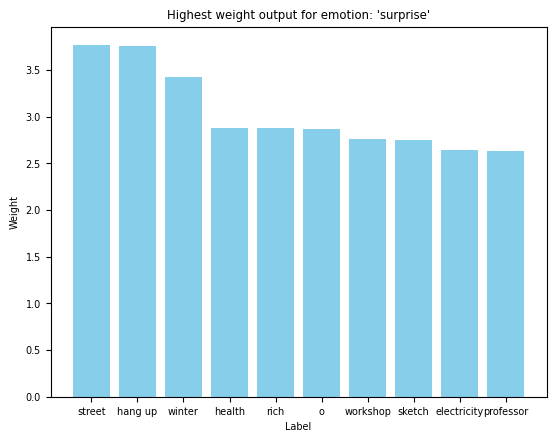 Highest weight output for emotion: 'surprise'
Weight
3.5
3.0
2.5
2.0
1.5
1.0
0.5
0.0
street hang up winter health rich o workshop sketch electricity professor
Label